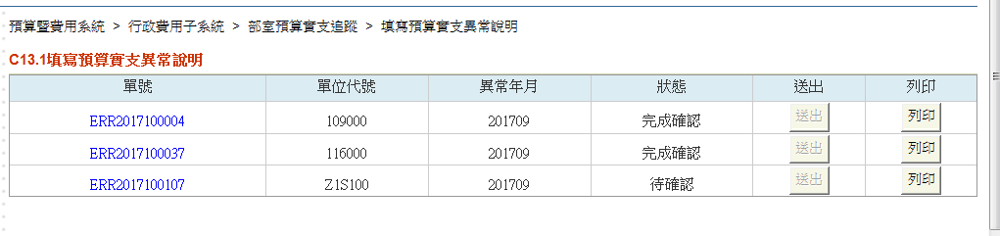 預算暨費用系統 > 行政費用子系統 > 部室預算實支追蹤 > 填寫預算實支異常說明
C13.1填寫預算實支異常說明
單號 單位代號 異常年月 狀態 送出 列印
ERR2017100004 109000 201709 完成確認 送出 列印
ERR2017100037 116000 201709 完成確認 送出 列印
ERR2017100107 Z1S100 201709 待確認 送出 列印